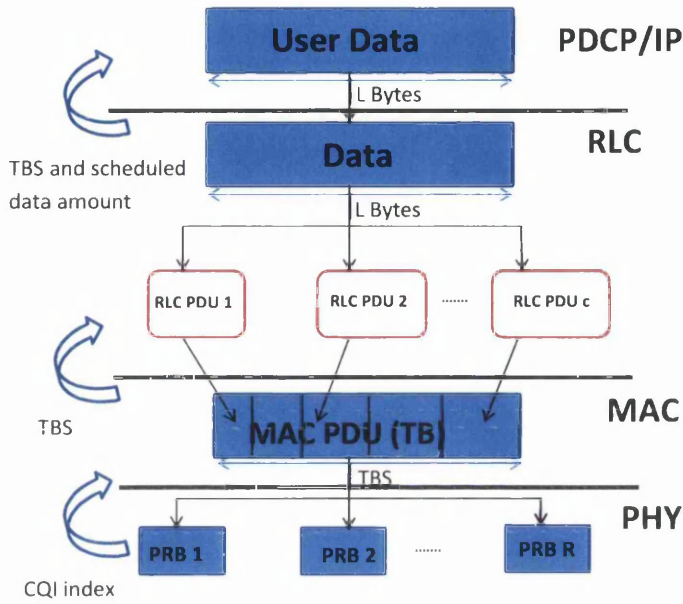 User Data
PDCP/IP
L Bytes
RLC
Data
TBS and scheduled
data amount
L Bytes
RLC PDU 1
RLC PDU 2
.......
RLC PDU c
MAC
TBS
MAC PDU (TB)
TBS
PHY
PRB 1
PRB 2
.......
PRB R
CQI index